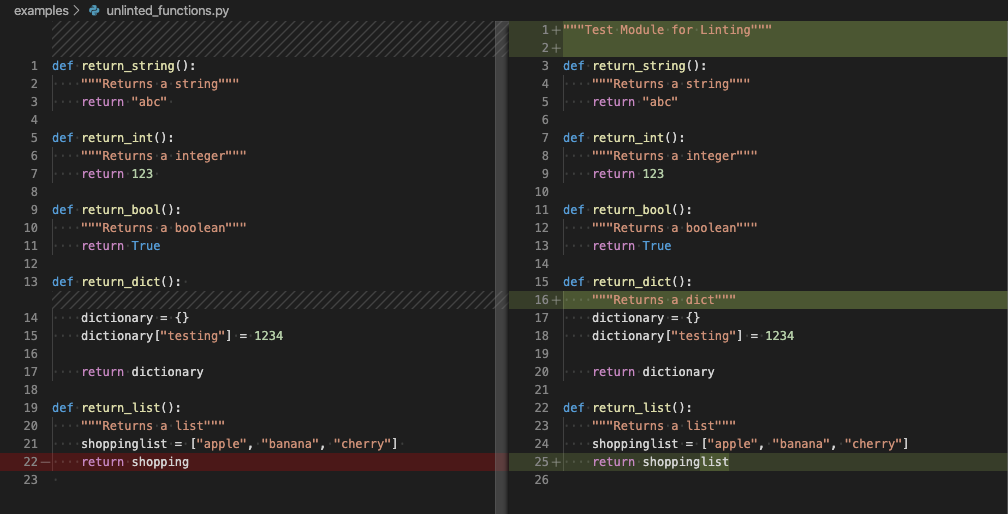 examples > unlinted_functions.py
1 def return_string():
2     """Returns a string"""
3     return "abc"
4
5 def return_int():
6     """Returns a integer"""
7     return 123
8
9 def return_bool():
10     """Returns a boolean"""
11     return True
12
13 def return_dict():
14     dictionary = {}
15     dictionary["testing"] = 1234
16
17     return dictionary
18
19 def return_list():
20     """Returns a list"""
21     shoppinglist = ["apple", "banana", "cherry"]
22—     return shopping
23
1+ """Test Module for Linting"""
2+
3 def return_string():
4     """Returns a string"""
5     return "abc"
6
7 def return_int():
8     """Returns a integer"""
9     return 123
10
11 def return_bool():
12     """Returns a boolean"""
13     return True
14
15 def return_dict():
16+     """Returns a dict"""
17     dictionary = {}
18     dictionary["testing"] = 1234
19
20     return dictionary
21
22 def return_list():
23     """Returns a list"""
24     shoppinglist = ["apple", "banana", "cherry"]
25+     return shoppinglist
26